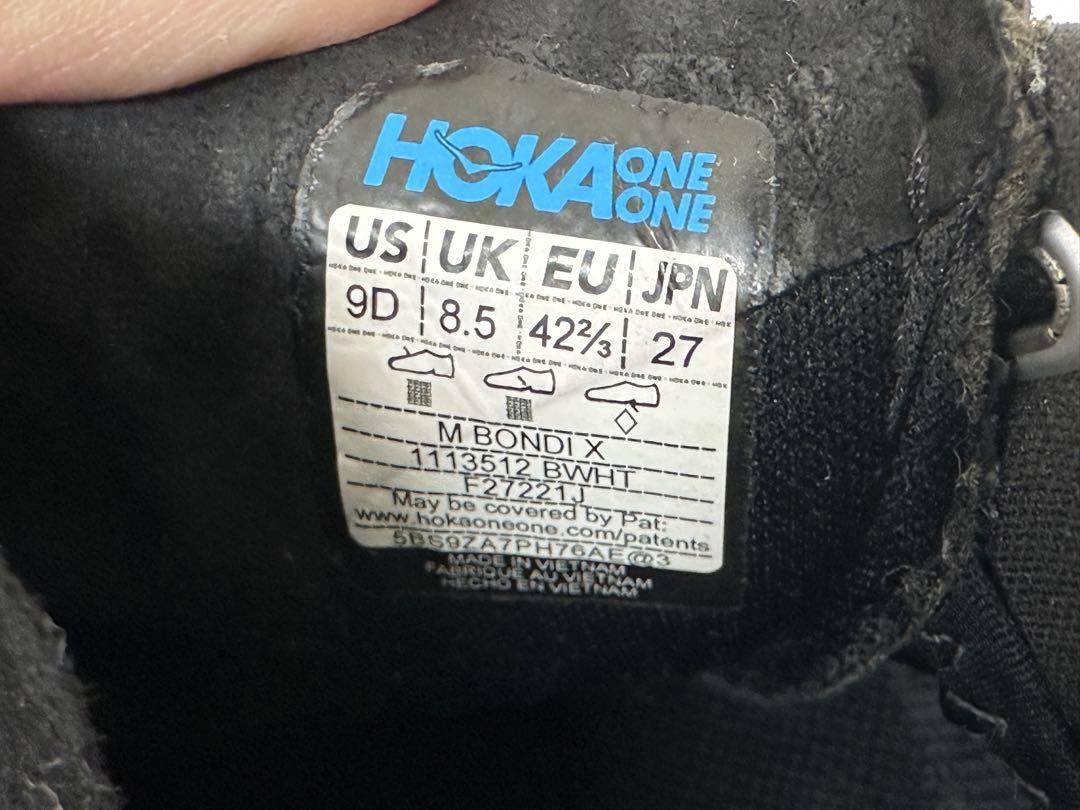 HOKA ONE ONE
US UK EU JPN
9D 8.5 42⅔ 27
M BONDI X
1113512 BWHT
F27221J
May be covered by Pat:
www.hokaoneone.com/patents
5BS9ZA7PH76AE@3
MADE IN VIETNAM
FABRIQUE AU VIETNAM
HECHO EN VIETNAM